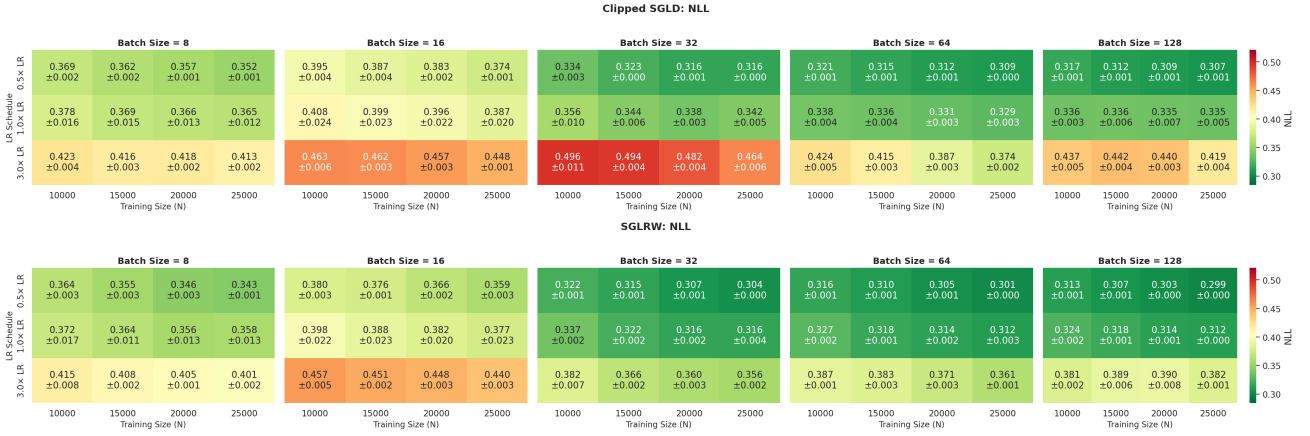 Clipped SGLD: NLL
Batch Size = 8 Batch Size = 16 Batch Size = 32 Batch Size = 64 Batch Size = 128
LR Schedule
0.5× LR
0.369 0.362 0.357 0.352 0.395 0.387 0.383 0.374 0.334 0.323 0.316 0.316 0.321 0.315 0.312 0.309 0.317 0.312 0.309 0.307
±0.002 ±0.002 ±0.001 ±0.001 ±0.004 ±0.004 ±0.002 ±0.001 ±0.003 ±0.000 ±0.001 ±0.001 ±0.001 ±0.001 ±0.001 ±0.000 ±0.001 ±0.001 ±0.001 ±0.001
1.0× LR
0.378 0.369 0.366 0.365 0.408 0.399 0.396 0.387 0.356 0.344 0.338 0.342 0.338 0.336 0.331 0.329 0.336 0.336 0.335 0.335
±0.016 ±0.015 ±0.013 ±0.012 ±0.024 ±0.023 ±0.022 ±0.020 ±0.010 ±0.006 ±0.003 ±0.005 ±0.004 ±0.004 ±0.003 ±0.003 ±0.003 ±0.006 ±0.007 ±0.005
3.0× LR
0.423 0.416 0.418 0.413 0.463 0.462 0.457 0.448 0.496 0.494 0.482 0.464 0.424 0.415 0.387 0.374 0.437 0.442 0.440 0.419
±0.004 ±0.003 ±0.002 ±0.002 ±0.006 ±0.003 ±0.003 ±0.001 ±0.011 ±0.004 ±0.004 ±0.006 ±0.005 ±0.003 ±0.003 ±0.002 ±0.005 ±0.004 ±0.003 ±0.004
10000 15000 20000 25000 10000 15000 20000 25000 10000 15000 20000 25000 10000 15000 20000 25000 10000 15000 20000 25000
Training Size (N) Training Size (N) Training Size (N) Training Size (N) Training Size (N)
0.50
0.45
0.40
0.35
0.30
NLL
SGLRW: NLL
Batch Size = 8 Batch Size = 16 Batch Size = 32 Batch Size = 64 Batch Size = 128
LR Schedule
0.5× LR
0.364 0.355 0.346 0.343 0.380 0.376 0.366 0.359 0.322 0.315 0.307 0.304 0.316 0.310 0.305 0.301 0.313 0.307 0.303 0.299
±0.003 ±0.003 ±0.003 ±0.001 ±0.003 ±0.001 ±0.002 ±0.003 ±0.001 ±0.001 ±0.001 ±0.000 ±0.001 ±0.001 ±0.001 ±0.000 ±0.001 ±0.001 ±0.000 ±0.000
1.0× LR
0.372 0.364 0.356 0.358 0.398 0.388 0.382 0.377 0.337 0.322 0.316 0.316 0.327 0.318 0.314 0.312 0.324 0.318 0.314 0.312
±0.017 ±0.011 ±0.013 ±0.013 ±0.022 ±0.023 ±0.020 ±0.023 ±0.002 ±0.002 ±0.002 ±0.004 ±0.002 ±0.001 ±0.002 ±0.003 ±0.002 ±0.001 ±0.001 ±0.000
3.0× LR
0.415 0.408 0.405 0.401 0.457 0.451 0.448 0.440 0.382 0.366 0.360 0.356 0.387 0.383 0.371 0.361 0.381 0.389 0.390 0.382
±0.008 ±0.002 ±0.001 ±0.002 ±0.005 ±0.002 ±0.003 ±0.003 ±0.007 ±0.003 ±0.003 ±0.002 ±0.001 ±0.003 ±0.003 ±0.001 ±0.002 ±0.006 ±0.008 ±0.001
10000 15000 20000 25000 10000 15000 20000 25000 10000 15000 20000 25000 10000 15000 20000 25000 10000 15000 20000 25000
Training Size (N) Training Size (N) Training Size (N) Training Size (N) Training Size (N)
0.50
0.45
0.40
0.35
0.30
NLL